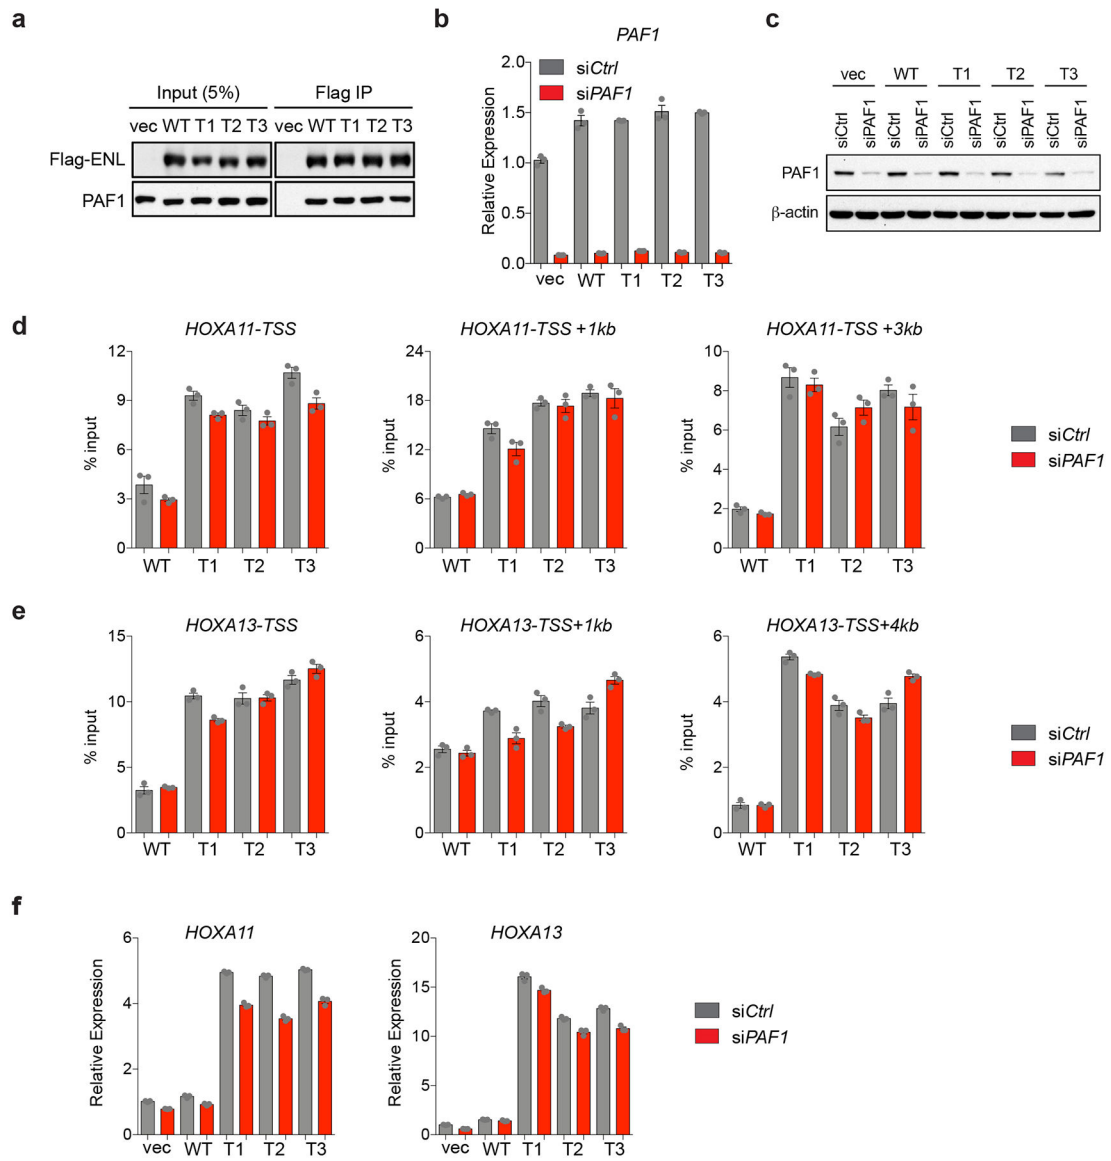 a
Input (5%) Flag IP
vec WT T1 T2 T3 vec WT T1 T2 T3
Flag-ENL
PAF1
b
PAF1
siCtrl
siPAF1
Relative Expression
2.0
1.5
1.0
0.5
0.0
vec WT T1 T2 T3
c
vec WT T1 T2 T3
siCtrl siPAF1 siCtrl siPAF1 siCtrl siPAF1 siCtrl siPAF1 siCtrl siPAF1
PAF1
β-actin
d
HOXA11-TSS
% input
12
9
6
3
0
WT T1 T2 T3
HOXA11-TSS +1kb
% input
24
18
12
6
0
WT T1 T2 T3
HOXA11-TSS +3kb
% input
10
8
6
4
2
0
WT T1 T2 T3
siCtrl
siPAF1
e
HOXA13-TSS
% input
15
10
5
0
WT T1 T2 T3
HOXA13-TSS+1kb
% input
6
4
2
0
WT T1 T2 T3
HOXA13-TSS+4kb
% input
6
4
2
0
WT T1 T2 T3
siCtrl
siPAF1
f
HOXA11
Relative Expression
6
4
2
0
vec WT T1 T2 T3
HOXA13
Relative Expression
20
15
10
5
0
vec WT T1 T2 T3
siCtrl
siPAF1